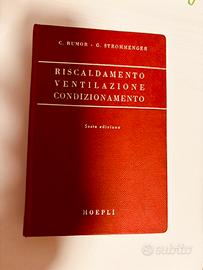 C. RUMOR - G. STROHMENGER
RISCALDAMENTO
VENTILAZIONE
CONDIZIONAMENTO
Sesta edizione
HOEPLI
subito